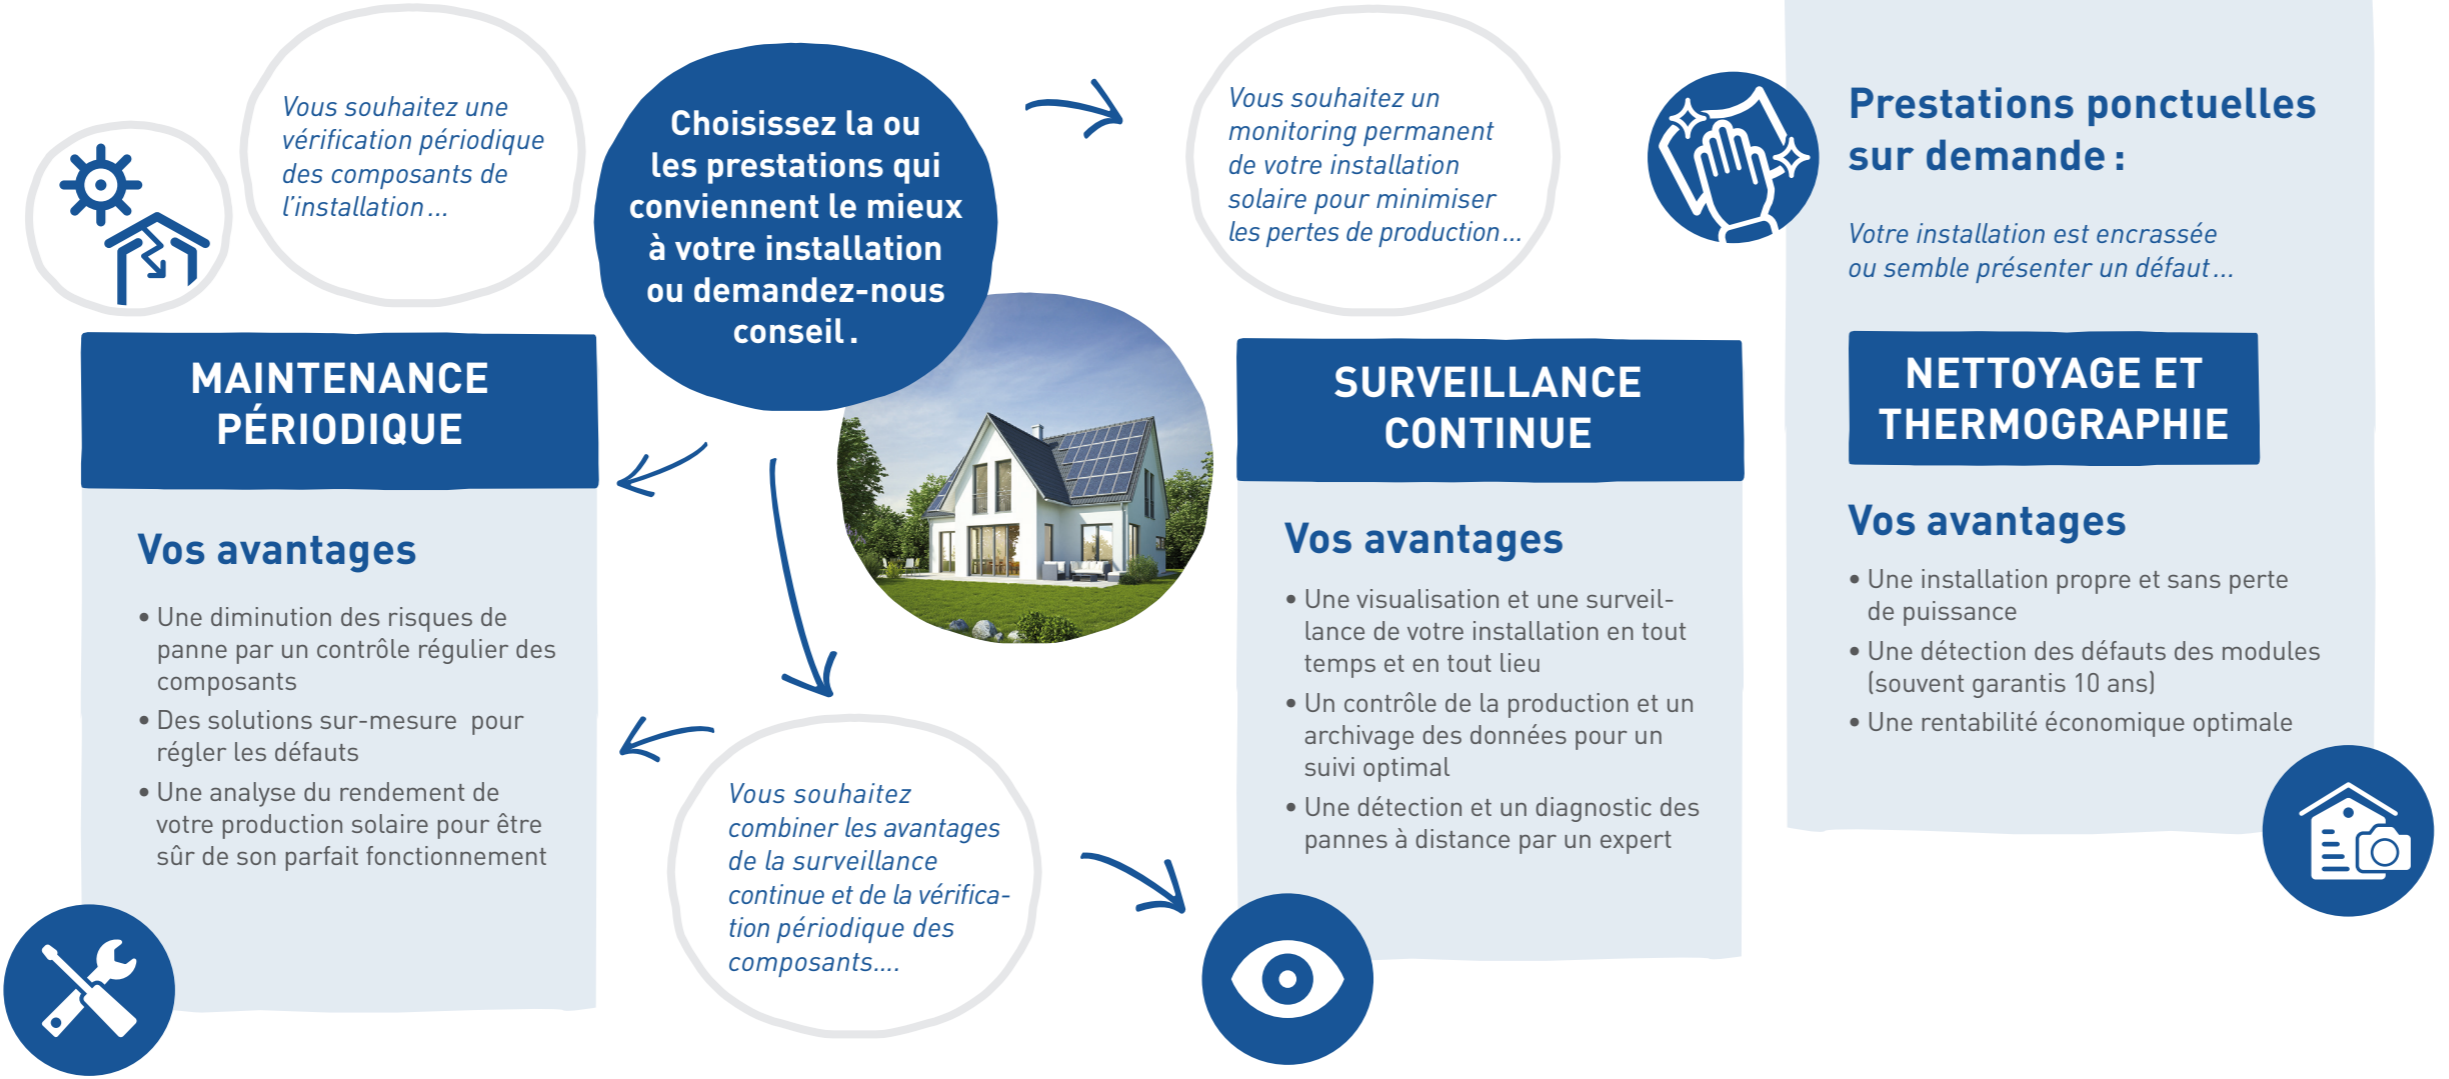 Vous souhaitez une
vérification périodique
des composants de
l’installation...
Choisissez la ou
les prestations qui
conviennent le mieux
à votre installation
ou demandez-nous
conseil.
Vous souhaitez un
monitoring permanent
de votre installation
solaire pour minimiser
les pertes de production...
MAINTENANCE
PÉRIODIQUE
Vos avantages
• Une diminution des risques de
panne par un contrôle régulier des
composants
• Des solutions sur-mesure pour
régler les défauts
• Une analyse du rendement de
votre production solaire pour être
sûr de son parfait fonctionnement
Vous souhaitez
combiner les avantages
de la surveillance
continue et de la vérifica-
tion périodique des
composants....
SURVEILLANCE
CONTINUE
Vos avantages
• Une visualisation et une surveil-
lance de votre installation en tout
temps et en tout lieu
• Un contrôle de la production et un
archivage des données pour un
suivi optimal
• Une détection et un diagnostic des
pannes à distance par un expert
Prestations ponctuelles
sur demande :
Votre installation est encrassée
ou semble présenter un défaut...
NETTOYAGE ET
THERMOGRAPHIE
Vos avantages
• Une installation propre et sans perte
de puissance
• Une détection des défauts des modules
(souvent garantis 10 ans)
• Une rentabilité économique optimale